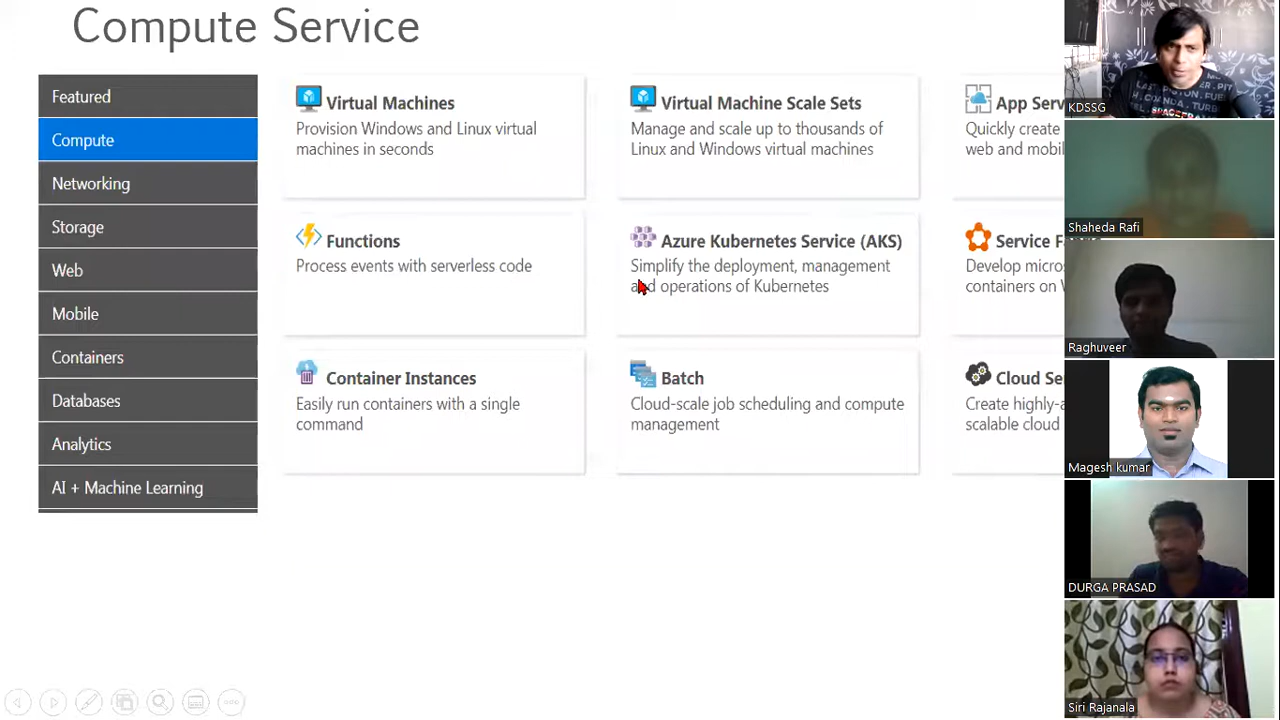 Compute Service
Featured
Compute
Networking
Storage
Web
Mobile
Containers
Databases
Analytics
AI + Machine Learning
Virtual Machines
Provision Windows and Linux virtual
machines in seconds
Virtual Machine Scale Sets
Manage and scale up to thousands of
Linux and Windows virtual machines
App Serv
Quickly create
web and mobil
Functions
Process events with serverless code
Azure Kubernetes Service (AKS)
Simplify the deployment, management
and operations of Kubernetes
Service F
Develop micros
containers on W
Container Instances
Easily run containers with a single
command
Batch
Cloud-scale job scheduling and compute
management
Cloud Se
Create highly-a
scalable cloud
KDSSG
Shaheda Rafi
Raghuveer
Magesh kumar
DURGA PRASAD
Siri Rajanala